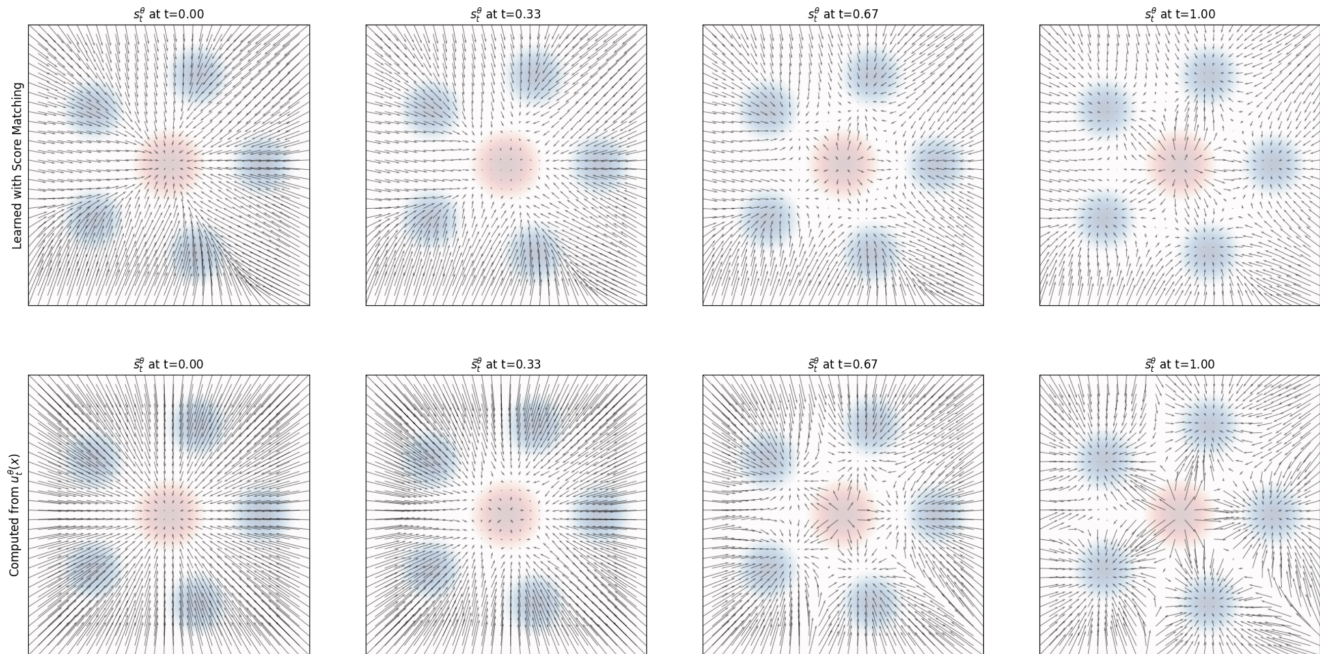 s_t^θ at t=0.00
s_t^θ at t=0.33
s_t^θ at t=0.67
s_t^θ at t=1.00
Learned with Score Matching
s̃_t^θ at t=0.00
s̃_t^θ at t=0.33
s̃_t^θ at t=0.67
s̃_t^θ at t=1.00
Computed from u_t^θ(x)